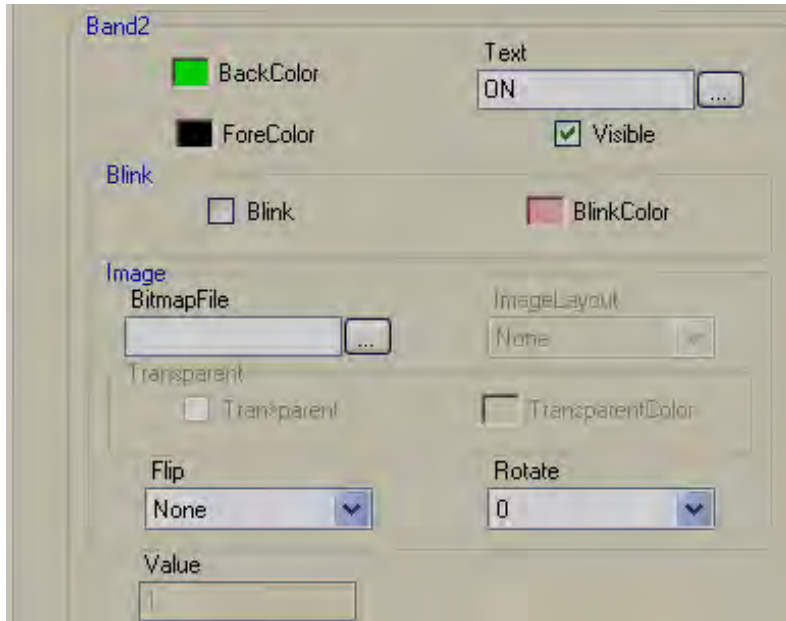 Band2
BackColor
Text
ON
...
ForeColor
Visible
Blink
Blink
BlinkColor
Image
BitmapFile
ImageLayout
...
None
Transparent
Transparent
TransparentColor
Flip
Rotate
None
0
Value
1